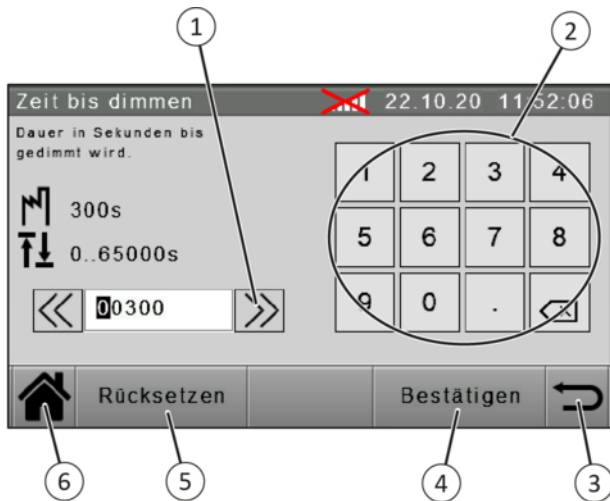 1
2
Zeit bis dimmen 22.10.20 11:52:06
Dauer in Sekunden bis
gedimmt wird.
300s
0..65000s
00300
1 2 3 4
5 6 7 8
9 0 .
Rücksetzen Bestätigen
6 5 4 3